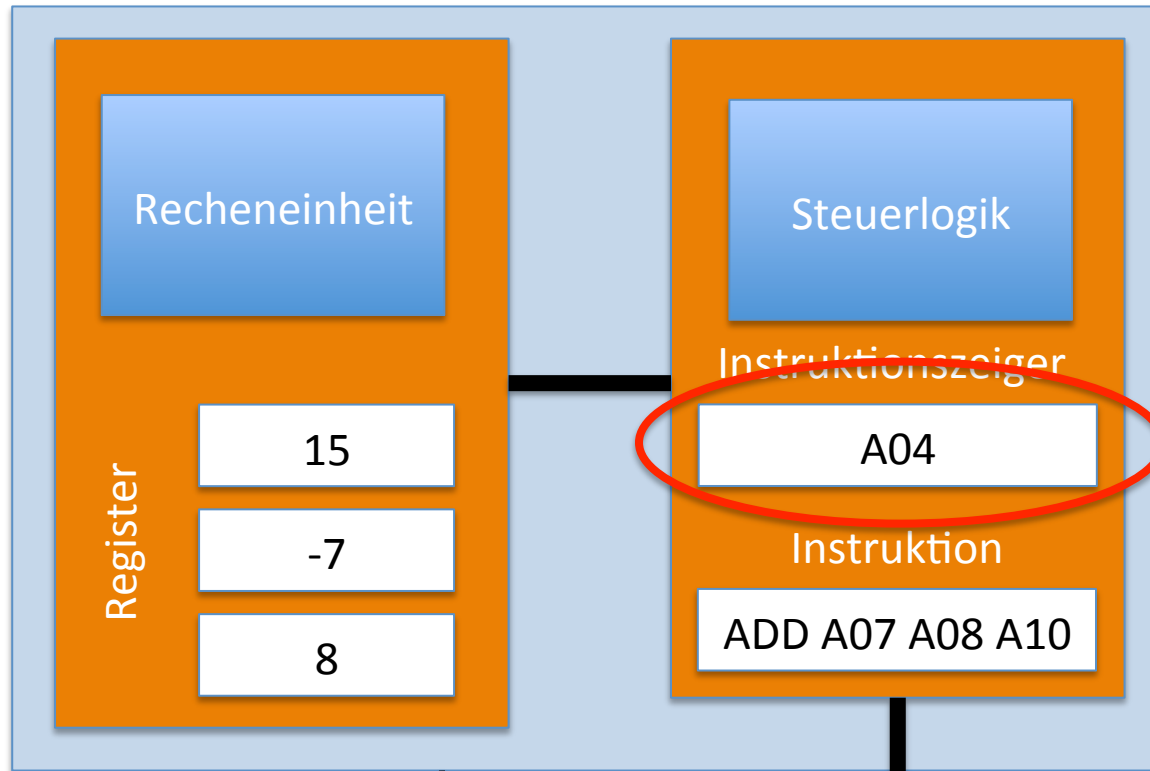 Recheneinheit
Register
15
-7
8
Steuerlogik
Instruktionszeiger
A04
Instruktion
ADD A07 A08 A10